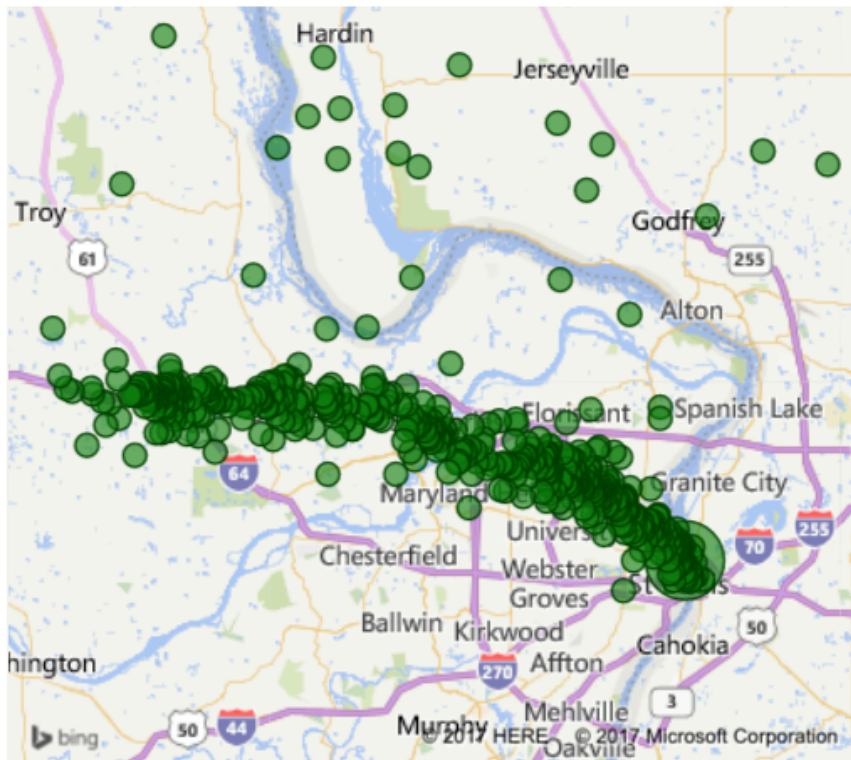 Hardin
Jerseyville
Troy
Godfrey
61
255
Alton
Florissant
Spanish Lake
64
Maryland
Granite City
Univers
70
255
Chesterfield
Webster
Groves
50
Ballwin
Kirkwood
Cahokia
hington
Affton
270
3
Mehlville
50
44
Murphy
bing
© 2017 HERE
© 2017 Microsoft Corporation
Oakville